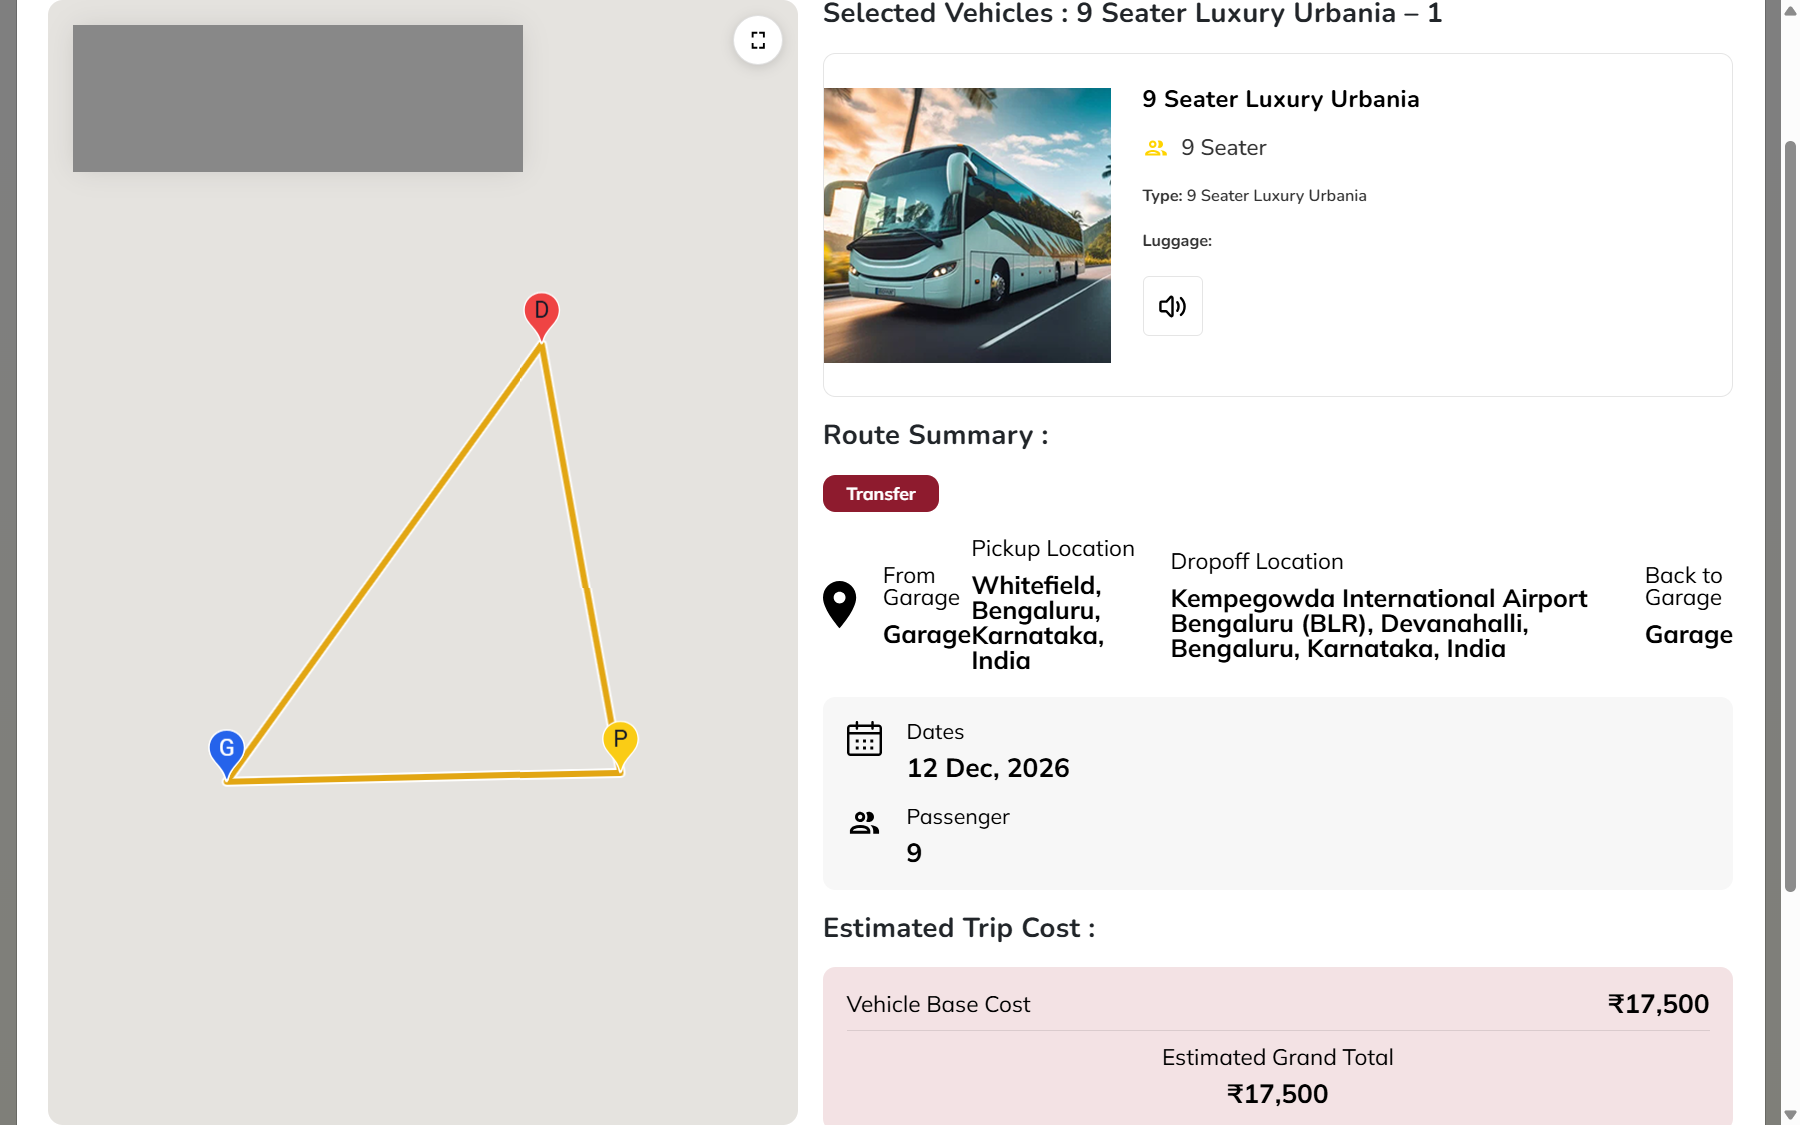 Selected Vehicles : 9 Seater Luxury Urbania – 1
9 Seater Luxury Urbania
9 Seater
Type: 9 Seater Luxury Urbania
Luggage:
D
G
P
Route Summary :
Transfer
From
Garage
Garage
Pickup Location
Whitefield,
Bengaluru,
Karnataka,
India
Dropoff Location
Kempegowda International Airport
Bengaluru (BLR), Devanahalli,
Bengaluru, Karnataka, India
Back to
Garage
Garage
Dates
12 Dec, 2026
Passenger
9
Estimated Trip Cost :
Vehicle Base Cost ₹17,500
Estimated Grand Total
₹17,500